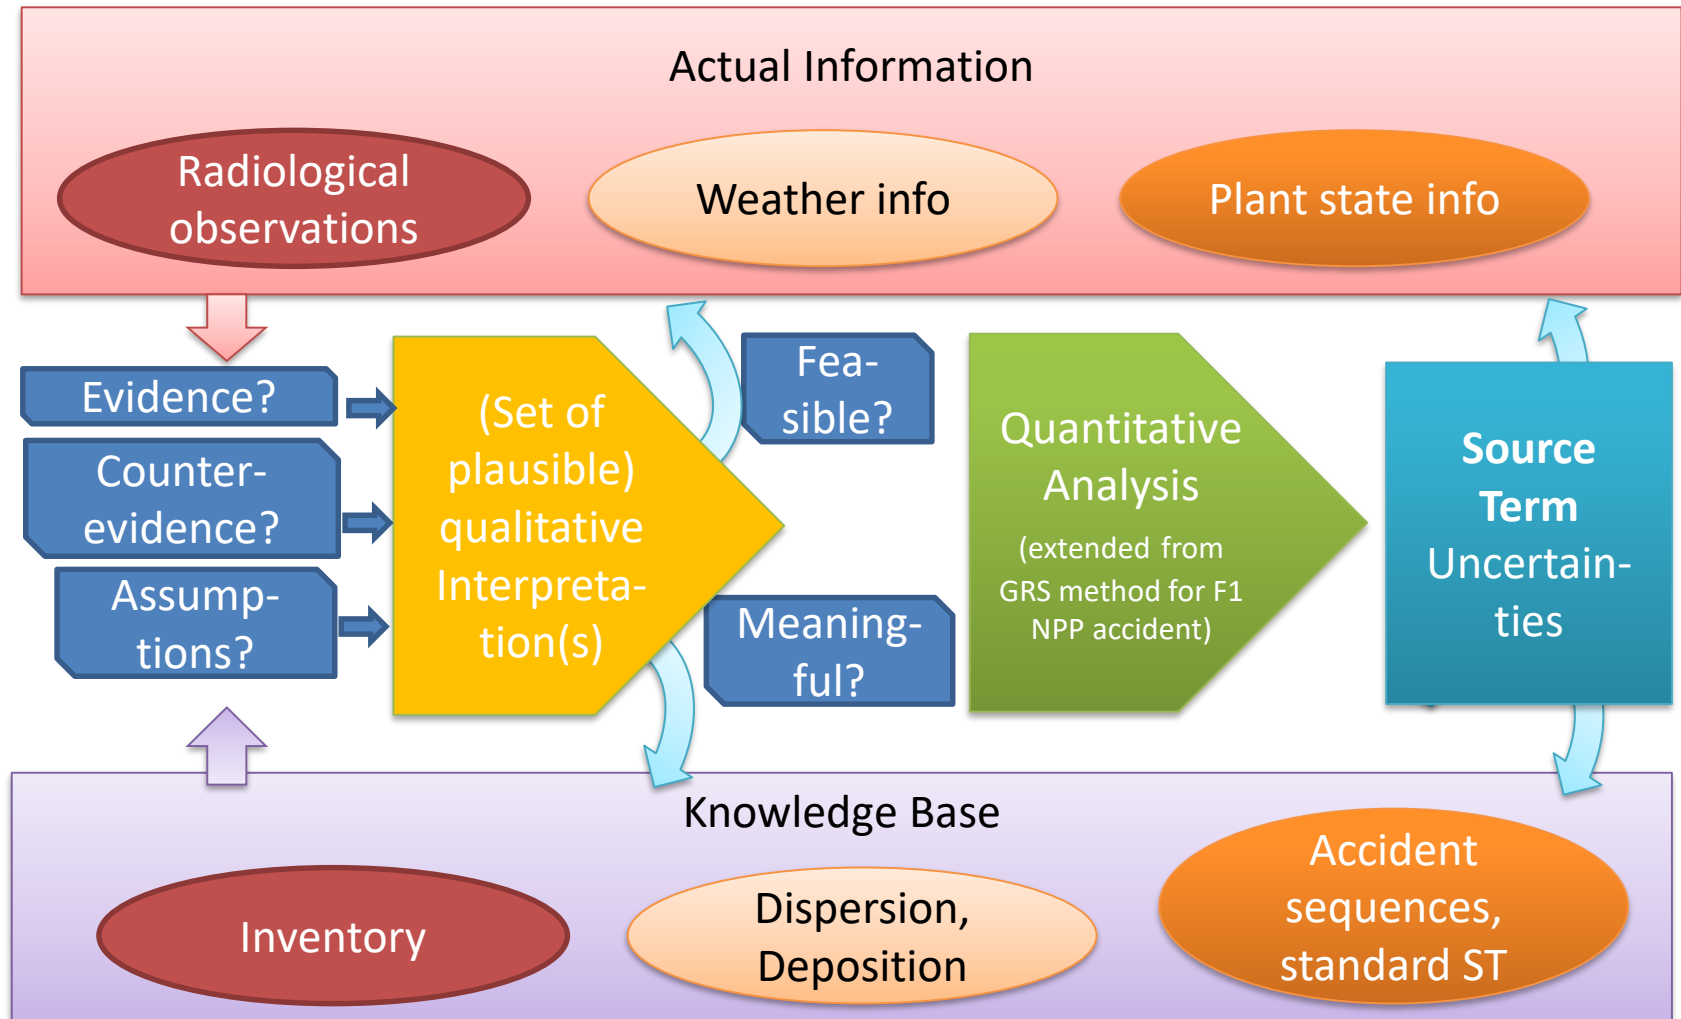 Actual Information
Radiological
observations
Weather info
Plant state info
Evidence?
Counter-
evidence?
Assump-
tions?
(Set of
plausible)
qualitative
Interpreta-
tion(s)
Fea-
sible?
Meaning-
ful?
Quantitative
Analysis
(extended from
GRS method for F1
NPP accident)
Source
Term
Uncertain-
ties
Knowledge Base
Inventory
Dispersion,
Deposition
Accident
sequences,
standard ST